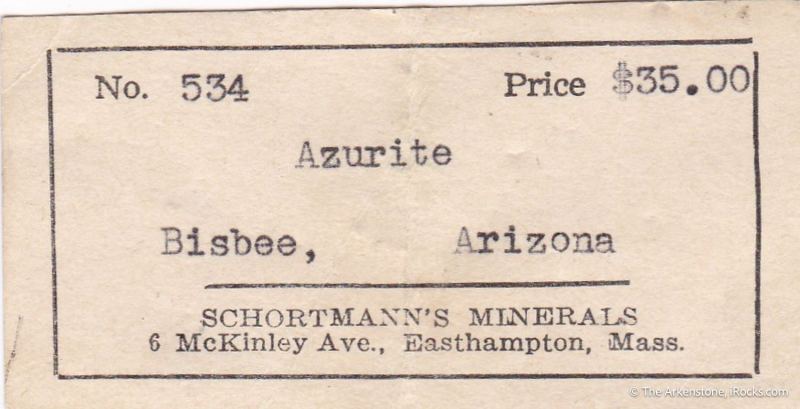 No. 534 Price $35.00
Azurite
Bisbee, Arizona
SCHORTMANN'S MINERALS
6 McKinley Ave., Easthampton, Mass.
© The Arkenstone, iRocks.com